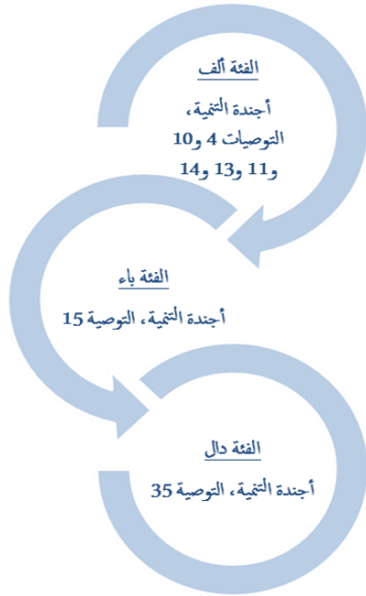 الفئة ألف
أجندة التنمية،
التوصيات 4 و10
و11 و13 و14
الفئة باء
أجندة التنمية، التوصية 15
الفئة دال
أجندة التنمية، التوصية 35